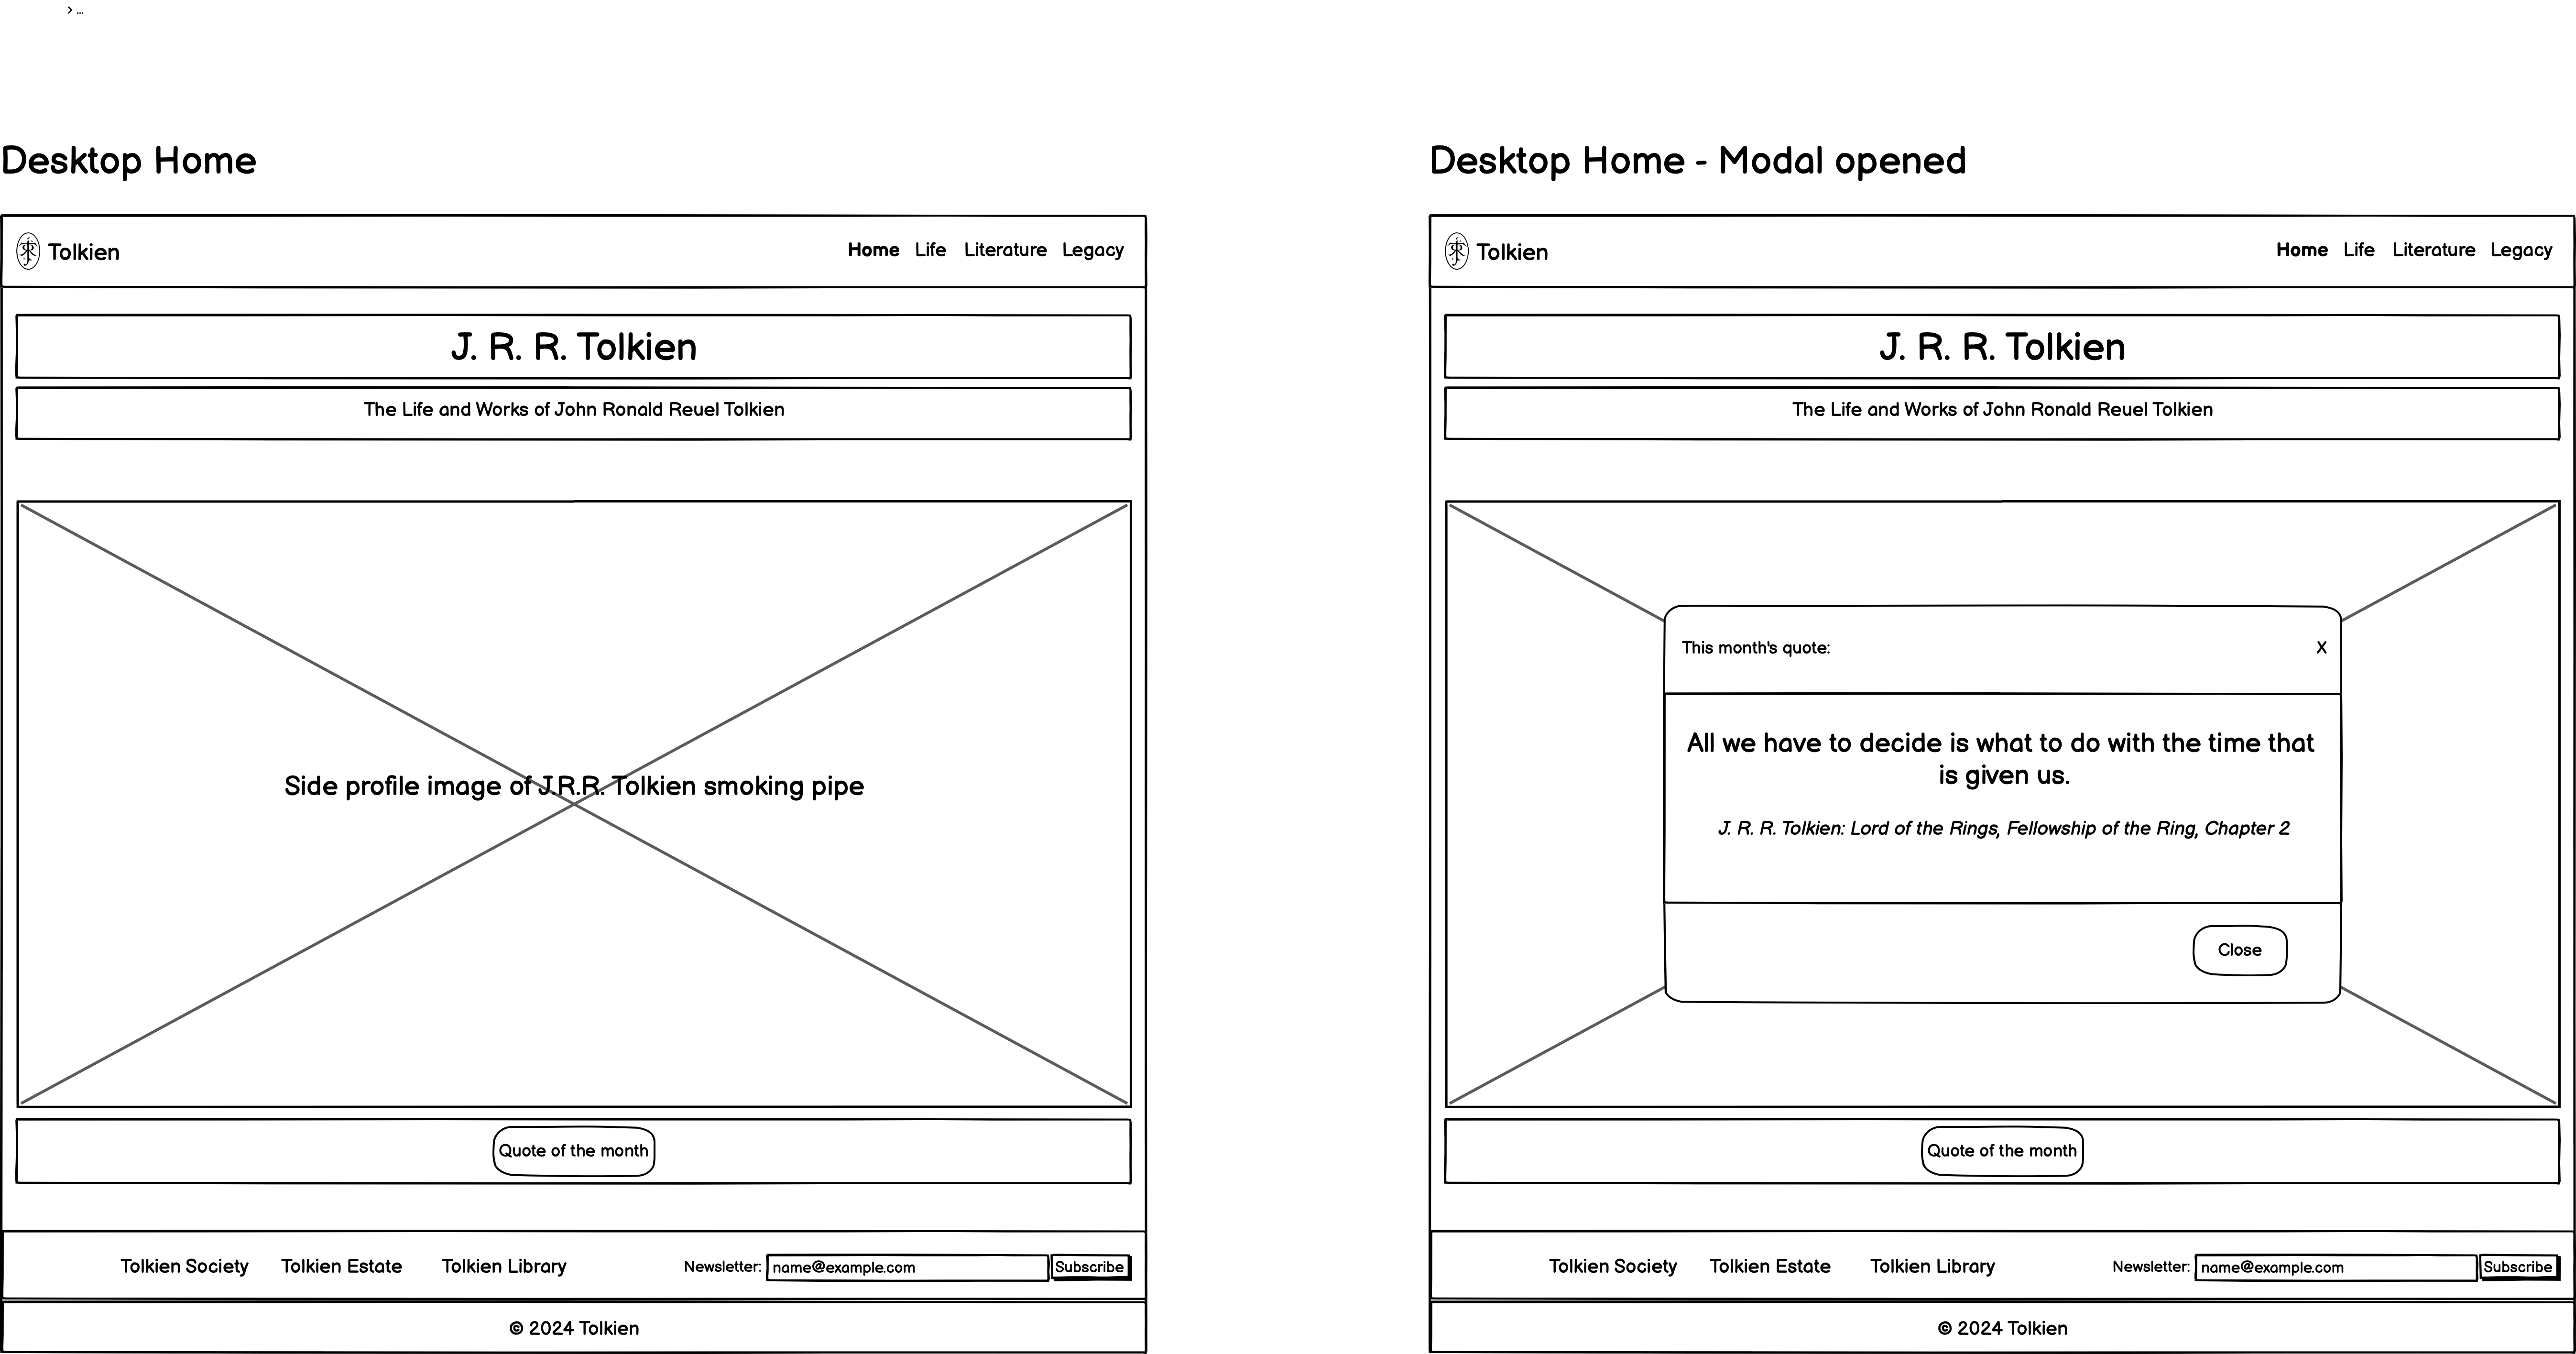 > ...
Desktop Home
Tolkien
Home Life Literature Legacy
J. R. R. Tolkien
The Life and Works of John Ronald Reuel Tolkien
Side profile image of J.R.R. Tolkien smoking pipe
Quote of the month
Tolkien Society Tolkien Estate Tolkien Library Newsletter: name@example.com Subscribe
© 2024 Tolkien
Desktop Home - Modal opened
Tolkien
Home Life Literature Legacy
J. R. R. Tolkien
The Life and Works of John Ronald Reuel Tolkien
This month's quote: X
All we have to decide is what to do with the time that
is given us.
J. R. R. Tolkien: Lord of the Rings, Fellowship of the Ring, Chapter 2
Close
Quote of the month
Tolkien Society Tolkien Estate Tolkien Library Newsletter: name@example.com Subscribe
© 2024 Tolkien